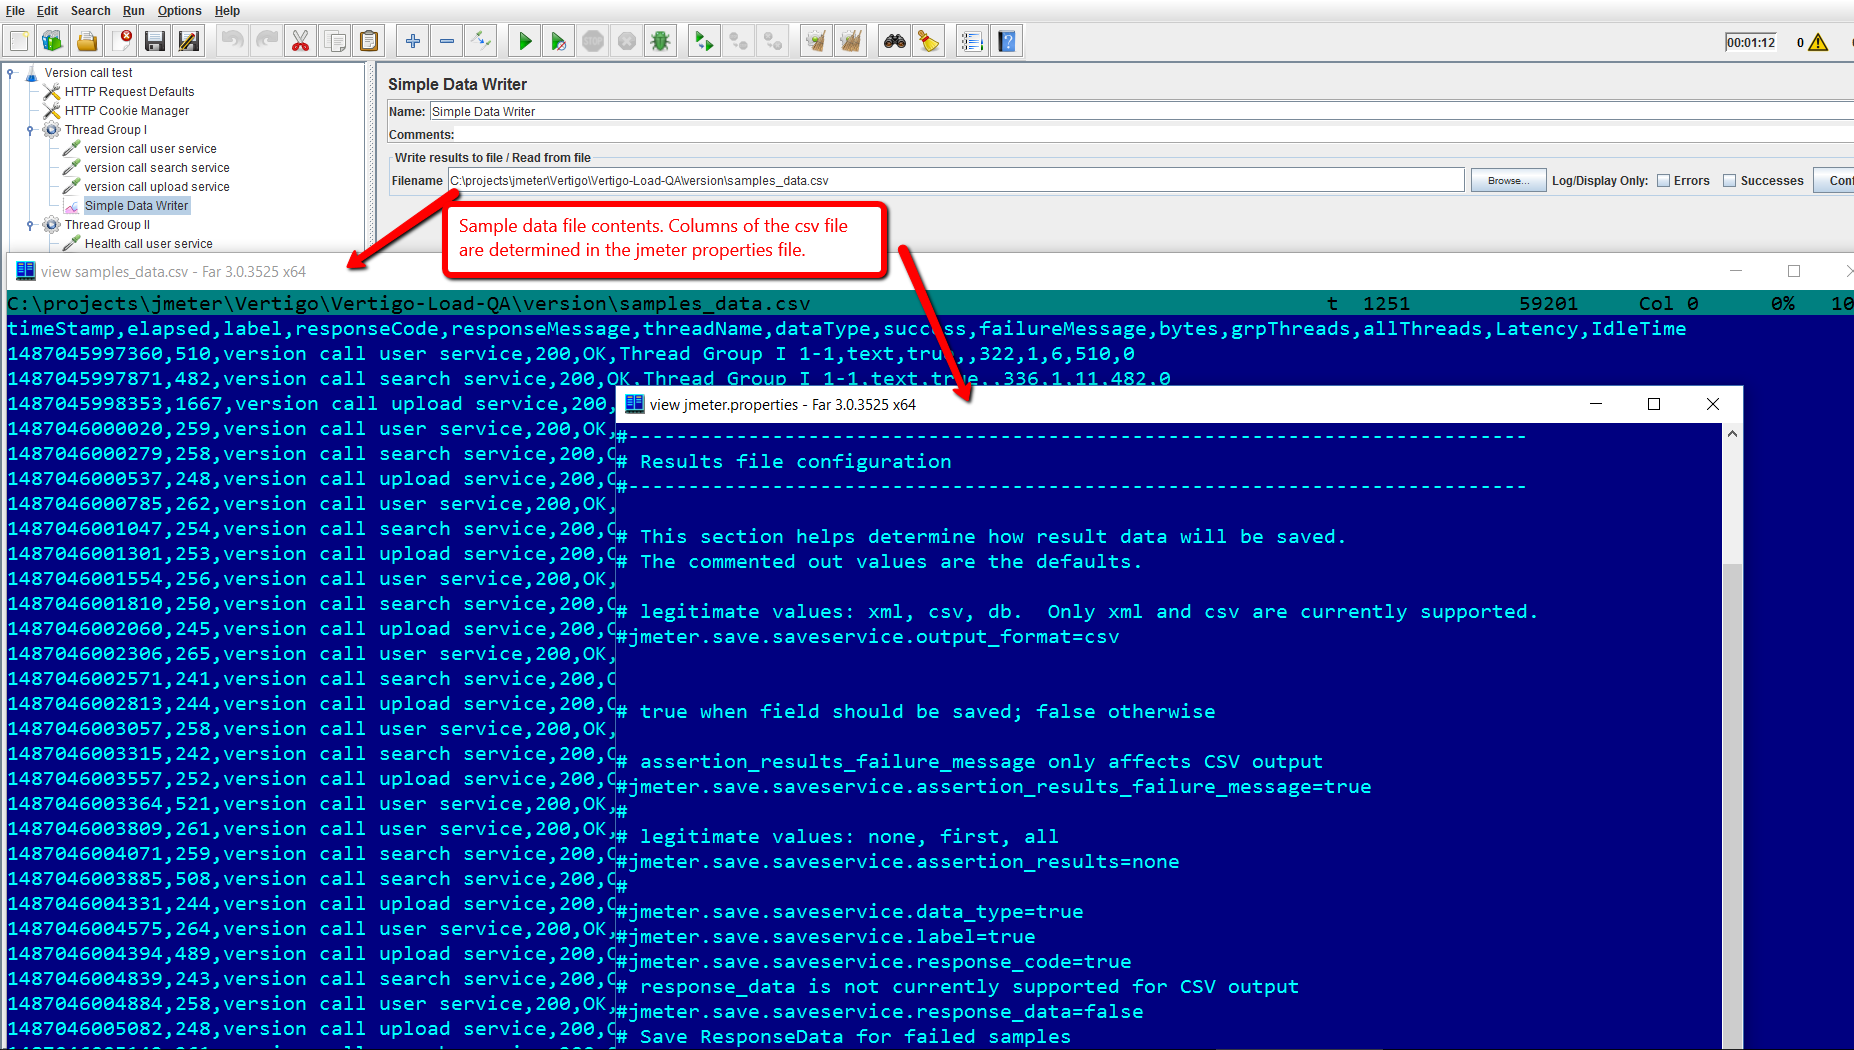 File Edit Search Run Options Help
00:01:12 0
Version call test
HTTP Request Defaults
HTTP Cookie Manager
Thread Group I
version call user service
version call search service
version call upload service
Simple Data Writer
Thread Group II
Health call user service
Simple Data Writer
Name: Simple Data Writer
Comments:
Write results to file / Read from file
Filename C:\projects\jmeter\Vertigo\Vertigo-Load-QA\version\samples_data.csv Browse... Log/Display Only: Errors Successes Conf
Sample data file contents. Columns of the csv file
are determined in the jmeter properties file.
view samples_data.csv - Far 3.0.3525 x64
C:\projects\jmeter\Vertigo\Vertigo-Load-QA\version\samples_data.csv t 1251 59201 Col 0 0% 10
timeStamp,elapsed,label,responseCode,responseMessage,threadName,dataType,success,failureMessage,bytes,grpThreads,allThreads,Latency,IdleTime
1487045997360,510,version call user service,200,OK,Thread Group I 1-1,text,true,,322,1,6,510,0
1487045997871,482,version call search service,200,OK,Thread Group I 1-1,text,true,,336,1,11,482,0
1487045998353,1667,version call upload service,200,
1487046000020,259,version call user service,200,OK,
1487046000279,258,version call search service,200,O
1487046000537,248,version call upload service,200,O
1487046000785,262,version call user service,200,OK,
1487046001047,254,version call search service,200,O
1487046001301,253,version call upload service,200,O
1487046001554,256,version call user service,200,OK,
1487046001810,250,version call search service,200,O
1487046002060,245,version call upload service,200,O
1487046002306,265,version call user service,200,OK,
1487046002571,241,version call search service,200,O
1487046002813,244,version call upload service,200,O
1487046003057,258,version call user service,200,OK,
1487046003315,242,version call search service,200,O
1487046003557,252,version call upload service,200,O
1487046003364,521,version call user service,200,OK,
1487046003809,261,version call user service,200,OK,
1487046004071,259,version call search service,200,O
1487046003885,508,version call search service,200,O
1487046004331,244,version call upload service,200,O
1487046004575,264,version call user service,200,OK,
1487046004394,489,version call upload service,200,O
1487046004839,243,version call search service,200,O
1487046004884,258,version call user service,200,OK,
1487046005082,248,version call upload service,200,O
view jmeter.properties - Far 3.0.3525 x64
#---------------------------------------------------------------------------
# Results file configuration
#---------------------------------------------------------------------------
# This section helps determine how result data will be saved.
# The commented out values are the defaults.
# legitimate values: xml, csv, db.  Only xml and csv are currently supported.
#jmeter.save.saveservice.output_format=csv
# true when field should be saved; false otherwise
# assertion_results_failure_message only affects CSV output
#jmeter.save.saveservice.assertion_results_failure_message=true
#
# legitimate values: none, first, all
#jmeter.save.saveservice.assertion_results=none
#
#jmeter.save.saveservice.data_type=true
#jmeter.save.saveservice.label=true
#jmeter.save.saveservice.response_code=true
# response_data is not currently supported for CSV output
#jmeter.save.saveservice.response_data=false
# Save ResponseData for failed samples